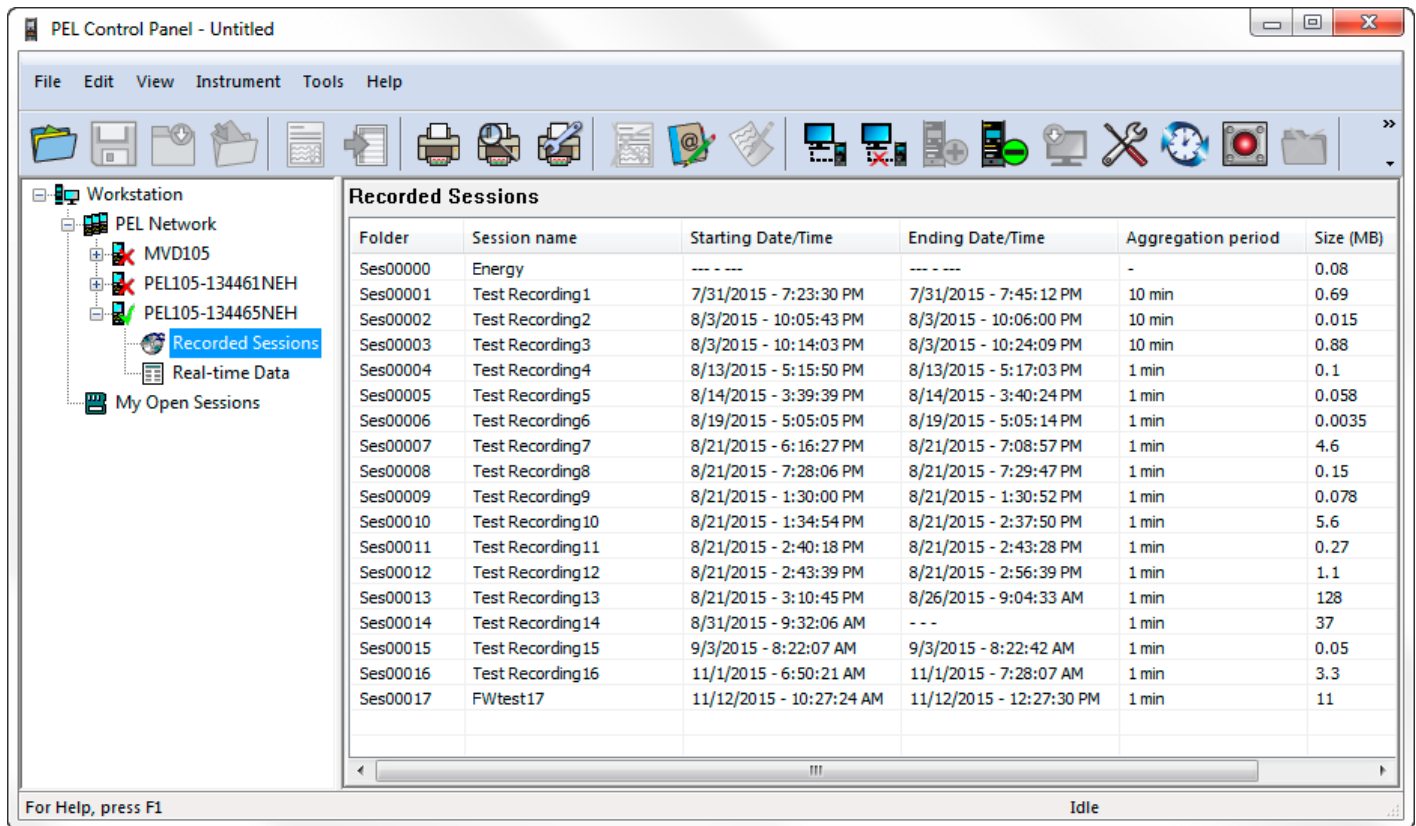 PEL Control Panel - Untitled
File Edit View Instrument Tools Help
Workstation
PEL Network
MVD105
PEL105-134461NEH
PEL105-134465NEH
Recorded Sessions
Real-time Data
My Open Sessions
Recorded Sessions
Folder Session name Starting Date/Time Ending Date/Time Aggregation period Size (MB)
Ses00000 Energy --- - --- --- - --- - 0.08
Ses00001 Test Recording1 7/31/2015 - 7:23:30 PM 7/31/2015 - 7:45:12 PM 10 min 0.69
Ses00002 Test Recording2 8/3/2015 - 10:05:43 PM 8/3/2015 - 10:06:00 PM 10 min 0.015
Ses00003 Test Recording3 8/3/2015 - 10:14:03 PM 8/3/2015 - 10:24:09 PM 10 min 0.88
Ses00004 Test Recording4 8/13/2015 - 5:15:50 PM 8/13/2015 - 5:17:03 PM 1 min 0.1
Ses00005 Test Recording5 8/14/2015 - 3:39:39 PM 8/14/2015 - 3:40:24 PM 1 min 0.058
Ses00006 Test Recording6 8/19/2015 - 5:05:05 PM 8/19/2015 - 5:05:14 PM 1 min 0.0035
Ses00007 Test Recording7 8/21/2015 - 6:16:27 PM 8/21/2015 - 7:08:57 PM 1 min 4.6
Ses00008 Test Recording8 8/21/2015 - 7:28:06 PM 8/21/2015 - 7:29:47 PM 1 min 0.15
Ses00009 Test Recording9 8/21/2015 - 1:30:00 PM 8/21/2015 - 1:30:52 PM 1 min 0.078
Ses00010 Test Recording10 8/21/2015 - 1:34:54 PM 8/21/2015 - 2:37:50 PM 1 min 5.6
Ses00011 Test Recording11 8/21/2015 - 2:40:18 PM 8/21/2015 - 2:43:28 PM 1 min 0.27
Ses00012 Test Recording12 8/21/2015 - 2:43:39 PM 8/21/2015 - 2:56:39 PM 1 min 1.1
Ses00013 Test Recording13 8/21/2015 - 3:10:45 PM 8/26/2015 - 9:04:33 AM 1 min 128
Ses00014 Test Recording14 8/31/2015 - 9:32:06 AM - - - 1 min 37
Ses00015 Test Recording15 9/3/2015 - 8:22:07 AM 9/3/2015 - 8:22:42 AM 1 min 0.05
Ses00016 Test Recording16 11/1/2015 - 6:50:21 AM 11/1/2015 - 7:28:07 AM 1 min 3.3
Ses00017 FWtest17 11/12/2015 - 10:27:24 AM 11/12/2015 - 12:27:30 PM 1 min 11
For Help, press F1 Idle